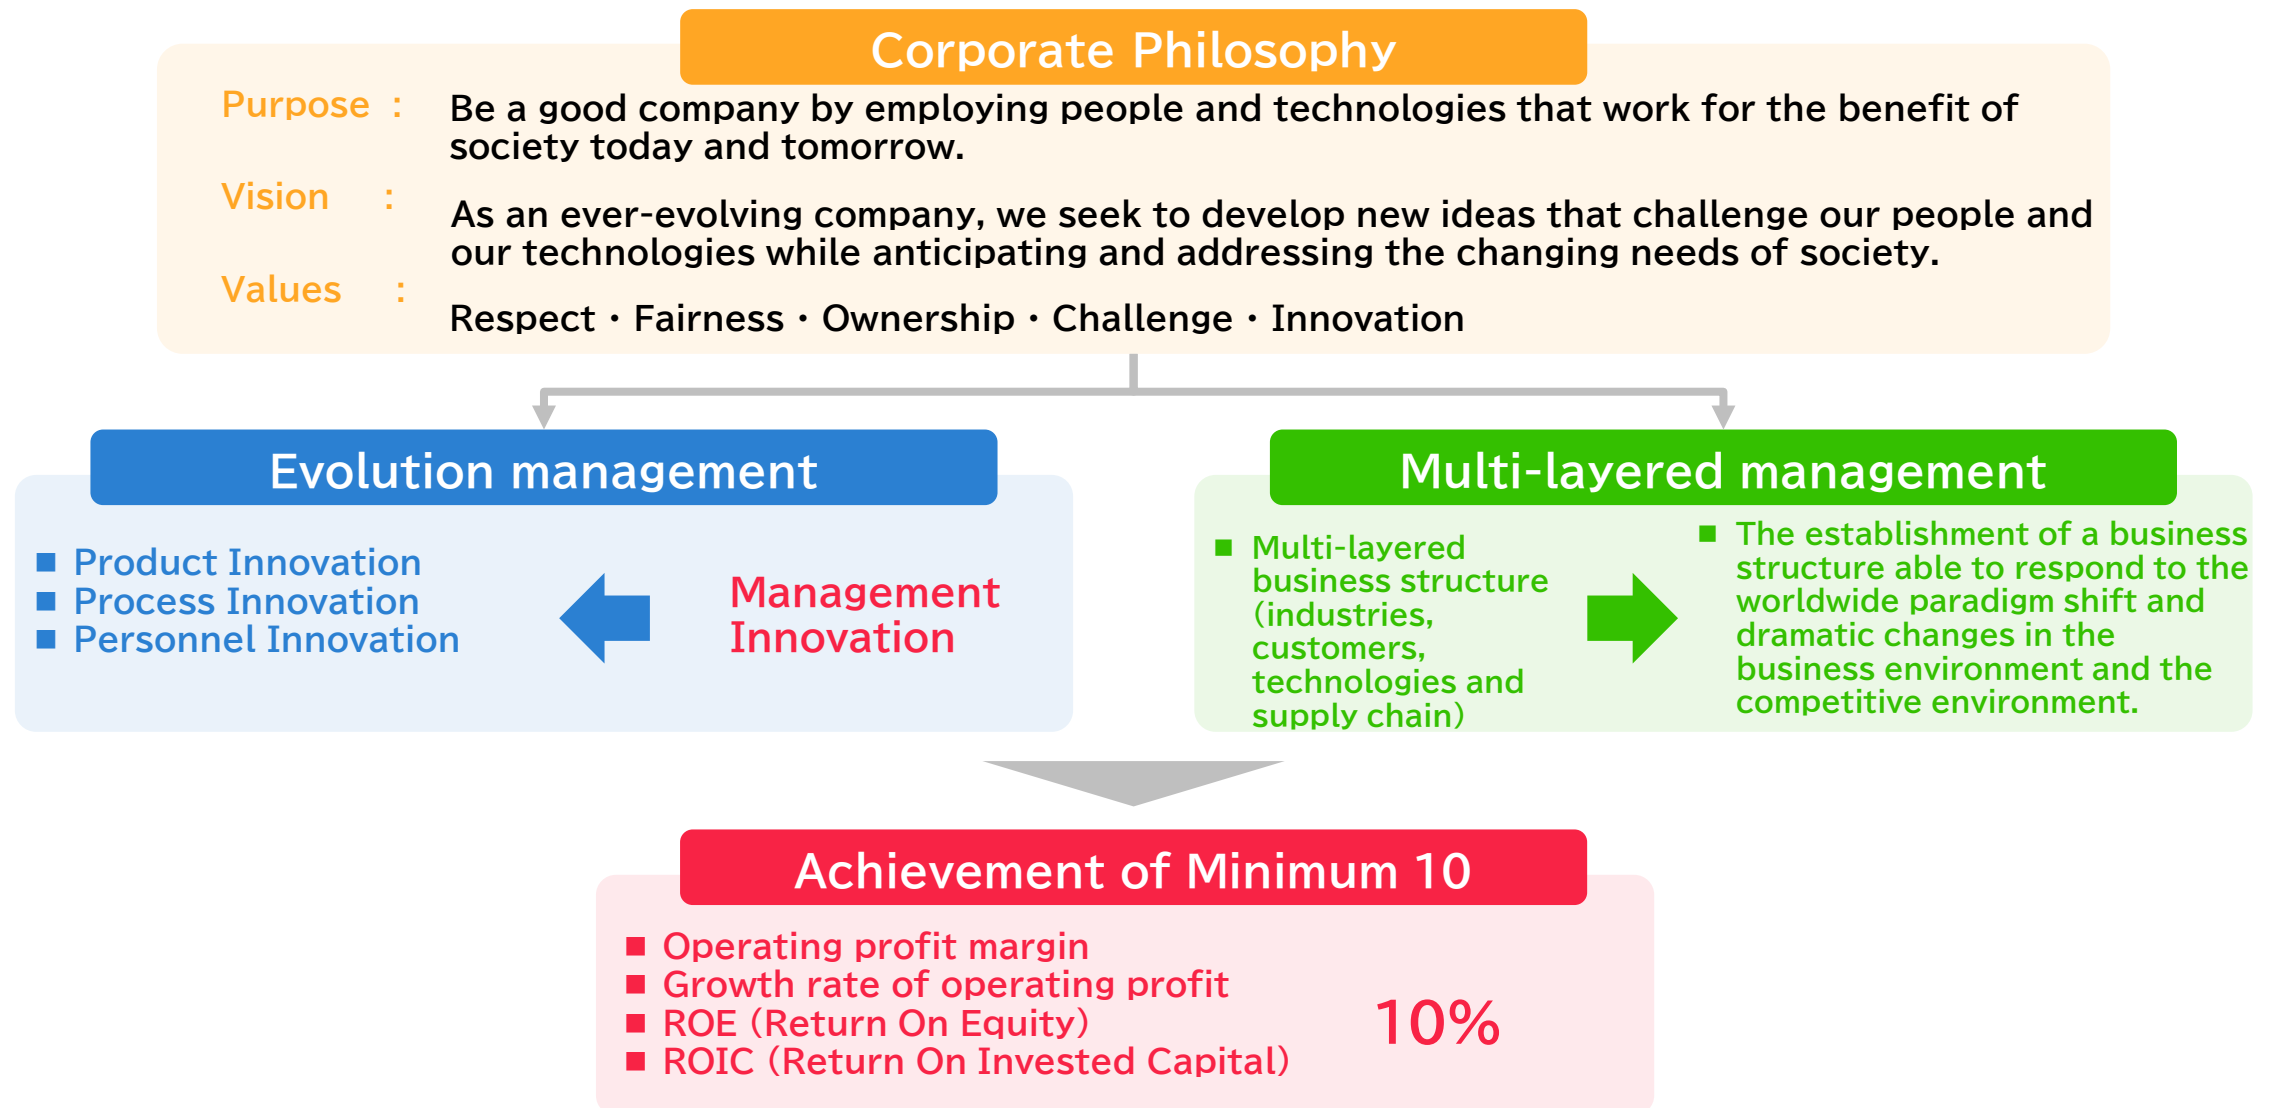 Corporate Philosophy
Purpose :
Be a good company by employing people and technologies that work for the benefit of
society today and tomorrow.
Vision :
As an ever-evolving company, we seek to develop new ideas that challenge our people and
our technologies while anticipating and addressing the changing needs of society.
Values :
Respect・Fairness・Ownership・Challenge・Innovation
Evolution management
■ Product Innovation
■ Process Innovation
■ Personnel Innovation
Management
Innovation
Multi-layered management
■ Multi-layered
business structure
(industries,
customers,
technologies and
supply chain)
■ The establishment of a business
structure able to respond to the
worldwide paradigm shift and
dramatic changes in the
business environment and the
competitive environment.
Achievement of Minimum 10
■ Operating profit margin
■ Growth rate of operating profit
■ ROE (Return On Equity)
■ ROIC (Return On Invested Capital)
10%